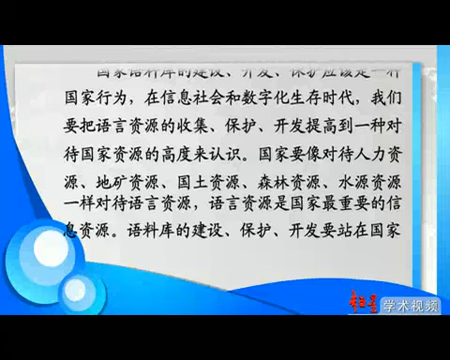 国家语料库的建设、开发、保护应该是一种
国家行为，在信息社会和数字化生存时代，我们
要把语言资源的收集、保护、开发提高到一种对
待国家资源的高度来认识。国家要像对待人力资
源、地矿资源、国土资源、森林资源、水源资源
一样对待语言资源，语言资源是国家最重要的信
息资源。语料库的建设、保护、开发要站在国家
超星 学术视频